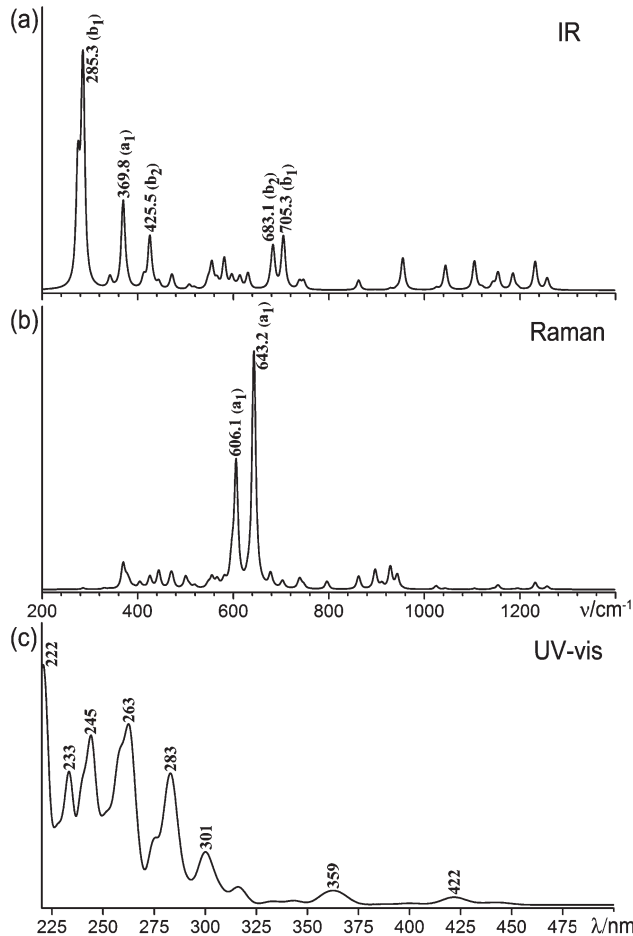 (a)
IR
285.3 (b1)
369.8 (a1)
425.5 (b2)
683.1 (b2)
705.3 (b1)
(b)
Raman
606.1 (a1)
643.2 (a1)
200 400 600 800 1000 1200 ν/cm-1
(c)
UV-vis
222
233
245
263
283
301
359
422
225 250 275 300 325 350 375 400 425 450 475 λ/nm